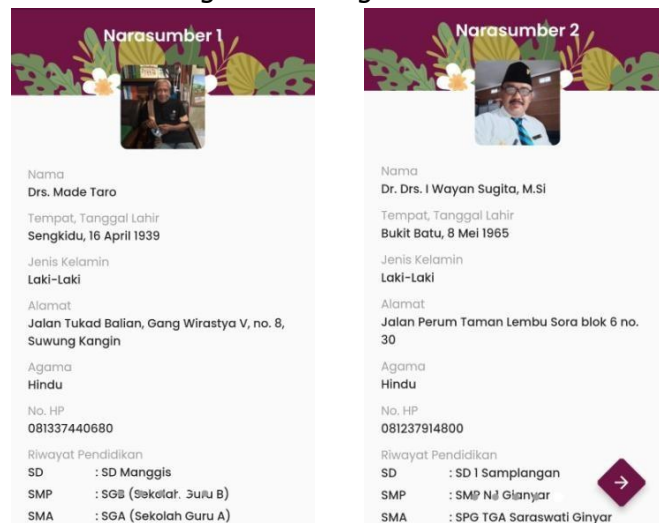 Narasumber 1
Nama
Drs. Made Taro
Tempat, Tanggal Lahir
Sengkidu, 16 April 1939
Jenis Kelamin
Laki-Laki
Alamat
Jalan Tukad Balian, Gang Wirastya V, no. 8,
Suwung Kangin
Agama
Hindu
No. HP
081337440680
Riwayat Pendidikan
SD : SD Manggis
SMP : SGB (Sekolah Guru B)
SMA : SGA (Sekolah Guru A)
Narasumber 2
Nama
Dr. Drs. I Wayan Sugita, M.Si
Tempat, Tanggal Lahir
Bukit Batu, 8 Mei 1965
Jenis Kelamin
Laki-Laki
Alamat
Jalan Perum Taman Lembu Sora blok 6 no.
30
Agama
Hindu
No. HP
081237914800
Riwayat Pendidikan
SD : SD 1 Samplangan
SMP : SMP
SMA : SPG TGA Saraswati Ginyar